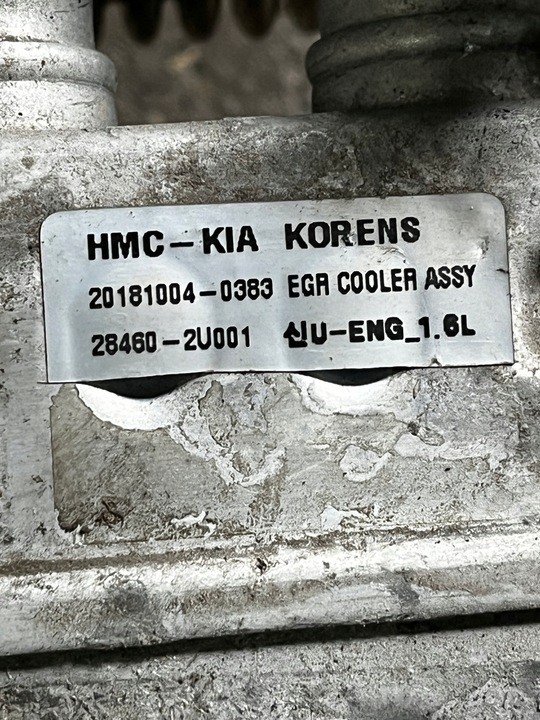 HMC-KIA KORENS
20181004-0383 EGR COOLER ASSY
28460-2U001 신U-ENG_1.6L